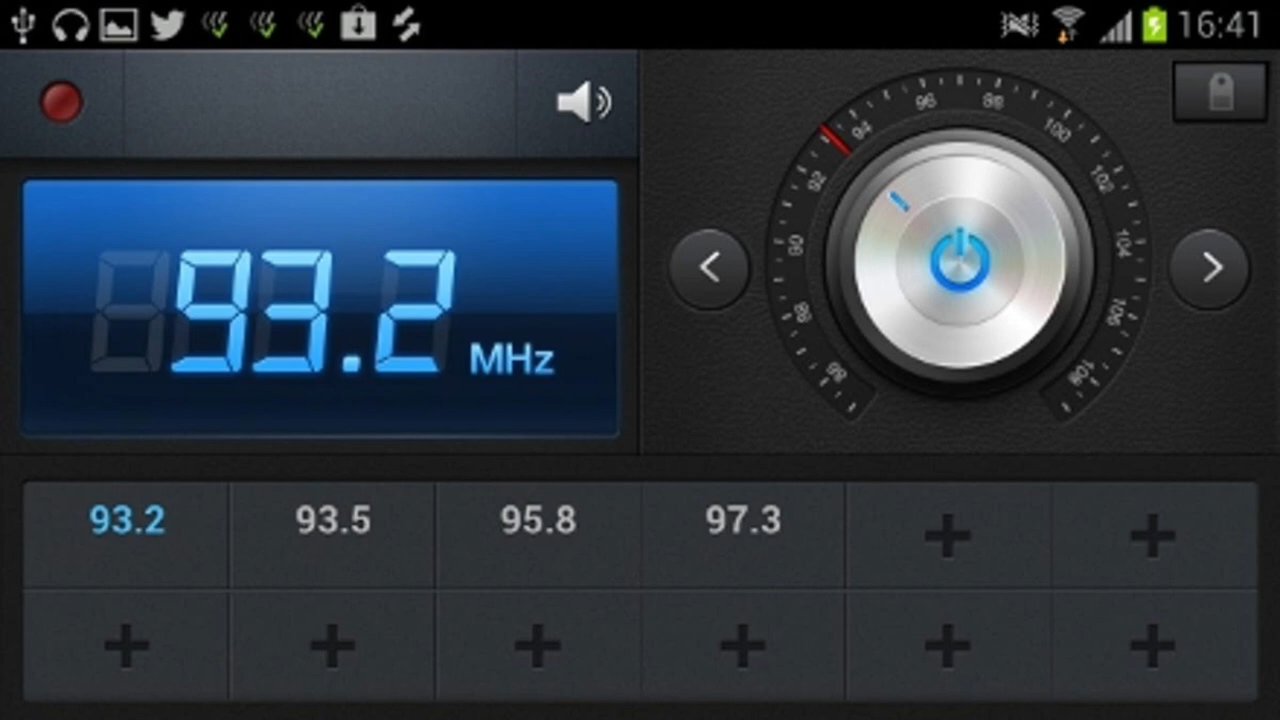 16:41
93.2 MHz
86 88 90 92 94 96 98 100 102 104 106 108
93.2 93.5 95.8 97.3 + +
+ + + + + +